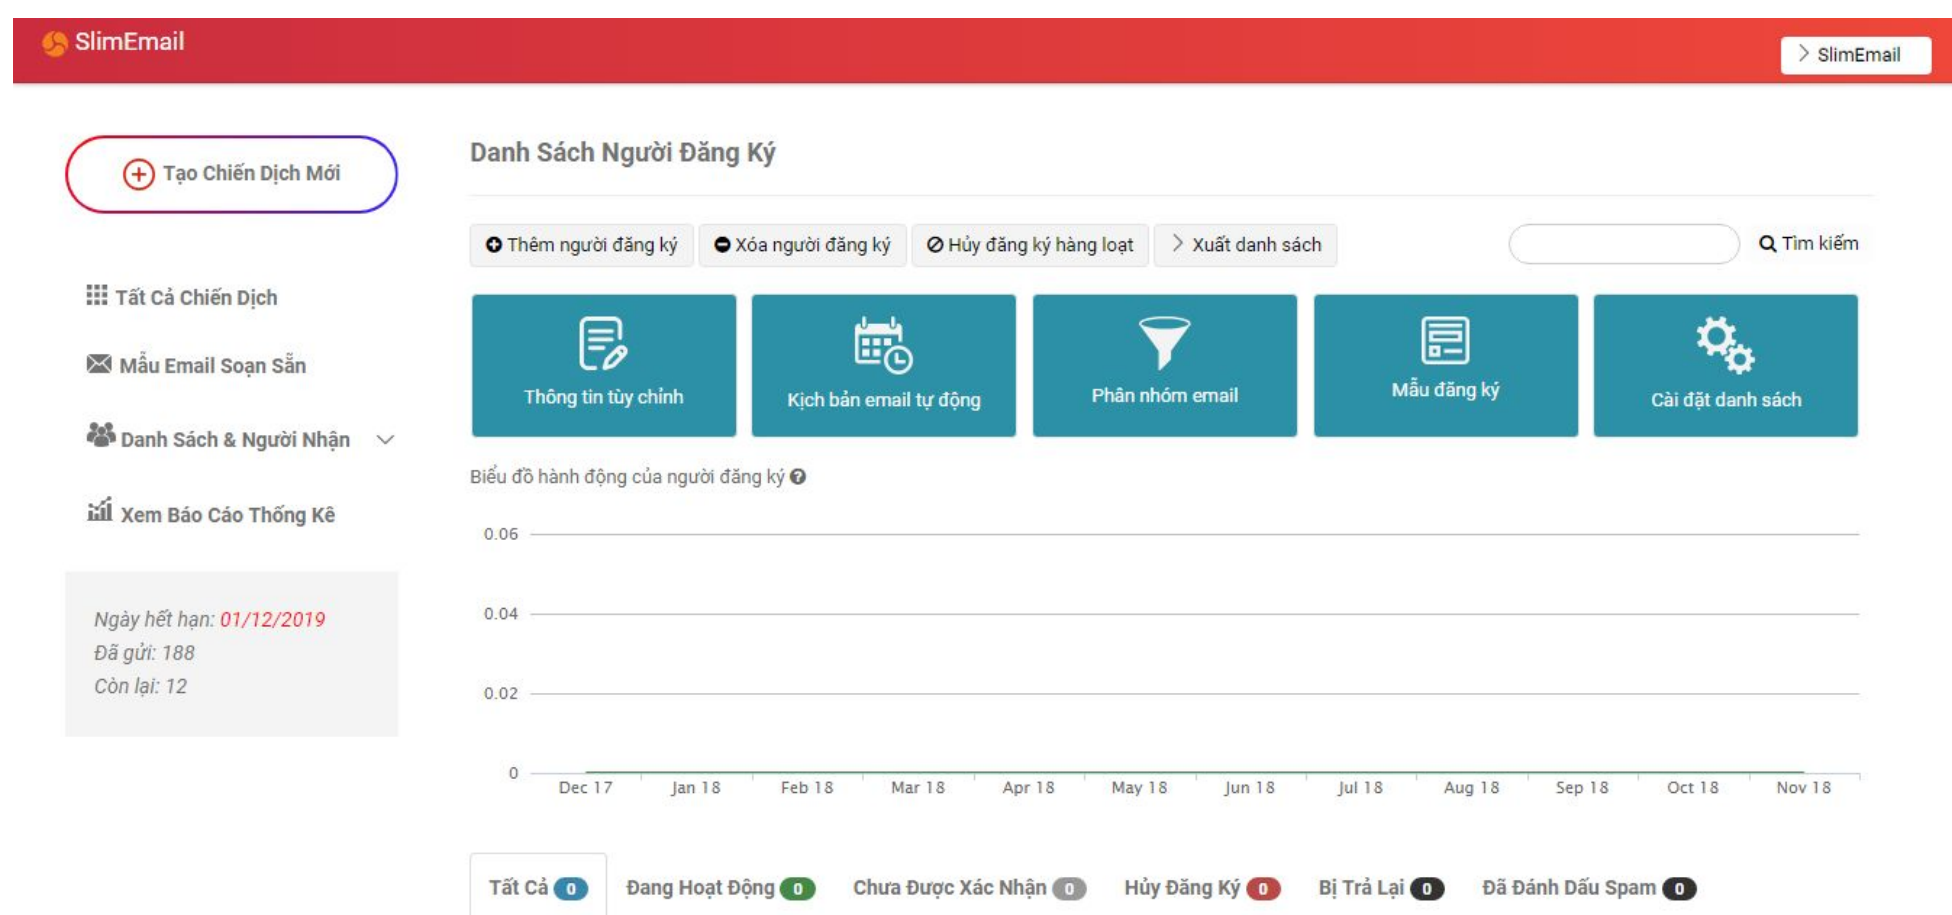 SlimEmail
SlimEmail
Tạo Chiến Dịch Mới
Tất Cả Chiến Dịch
Mẫu Email Soạn Sẵn
Danh Sách & Người Nhận
Xem Báo Cáo Thống Kê
Ngày hết hạn: 01/12/2019
Đã gửi: 188
Còn lại: 12
Danh Sách Người Đăng Ký
Thêm người đăng ký Xóa người đăng ký Hủy đăng ký hàng loạt Xuất danh sách Tìm kiếm
Thông tin tùy chỉnh Kịch bản email tự động Phân nhóm email Mẫu đăng ký Cài đặt danh sách
Biểu đồ hành động của người đăng ký
0.06
0.04
0.02
0
Dec 17 Jan 18 Feb 18 Mar 18 Apr 18 May 18 Jun 18 Jul 18 Aug 18 Sep 18 Oct 18 Nov 18
Tất Cả 0 Đang Hoạt Động 0 Chưa Được Xác Nhận 0 Hủy Đăng Ký 0 Bị Trả Lại 0 Đã Đánh Dấu Spam 0